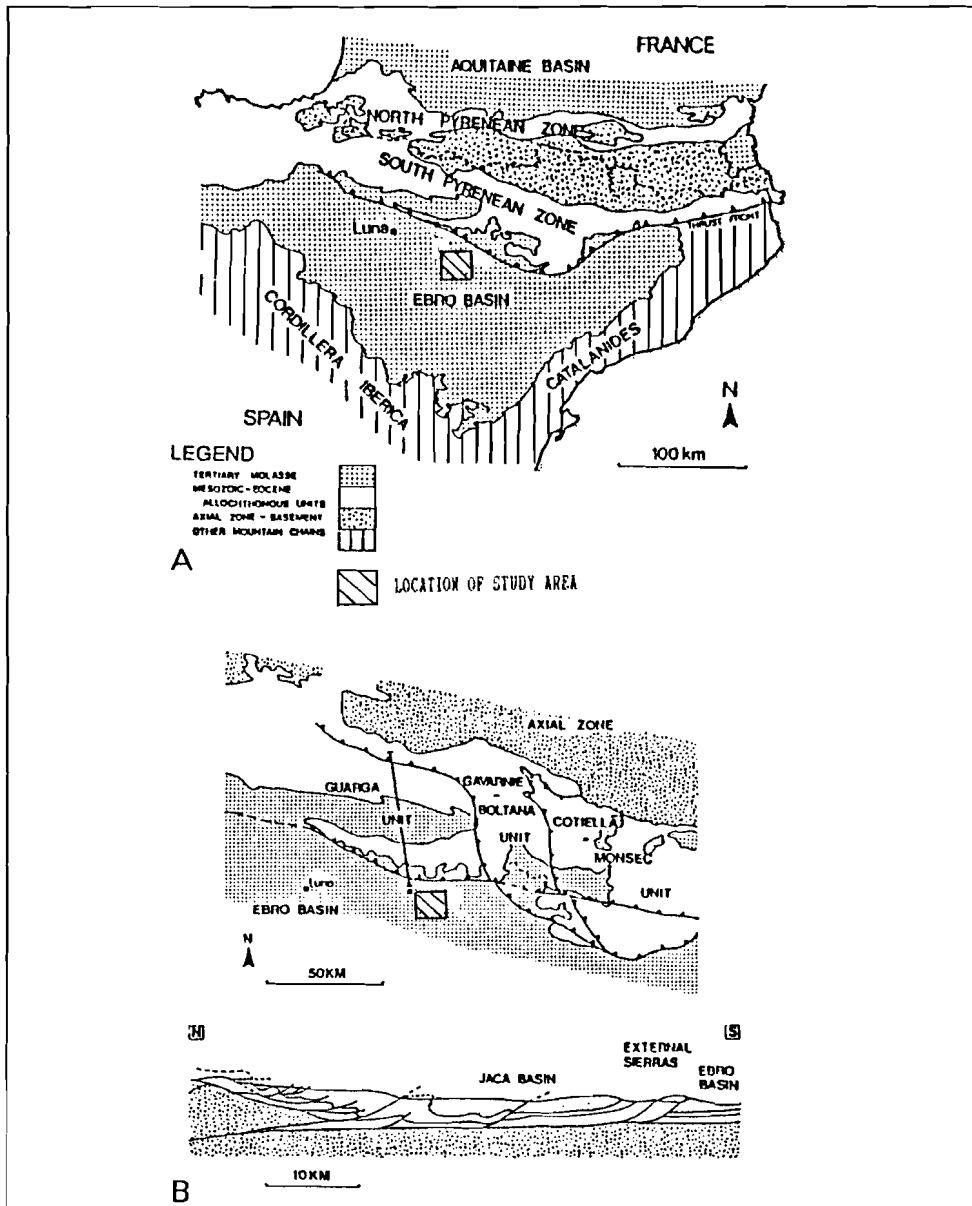 FRANCE
AQUITAINE BASIN
NORTH PYRENEAN ZONE
SOUTH PYRENEAN ZONE
THRUST FRONT
Luna
EBRO BASIN
CORDILLERA IBERICA
CATALANIDES
N
SPAIN
100 km
LEGEND
TERTIARY MOLASSE
MESOZOIC-EOCENE
ALLOCHTHONOUS UNITS
AXIAL ZONE - BASEMENT
OTHER MOUNTAIN CHAINS
A
LOCATION OF STUDY AREA
AXIAL ZONE
GAVARNIE
GUARGA
BOLTANA
COTIELLA
UNIT
UNIT
MONSEC
Luna
UNIT
EBRO BASIN
N
50KM
N
S
EXTERNAL
SIERRAS
EBRO
BASIN
JACA BASIN
10KM
B